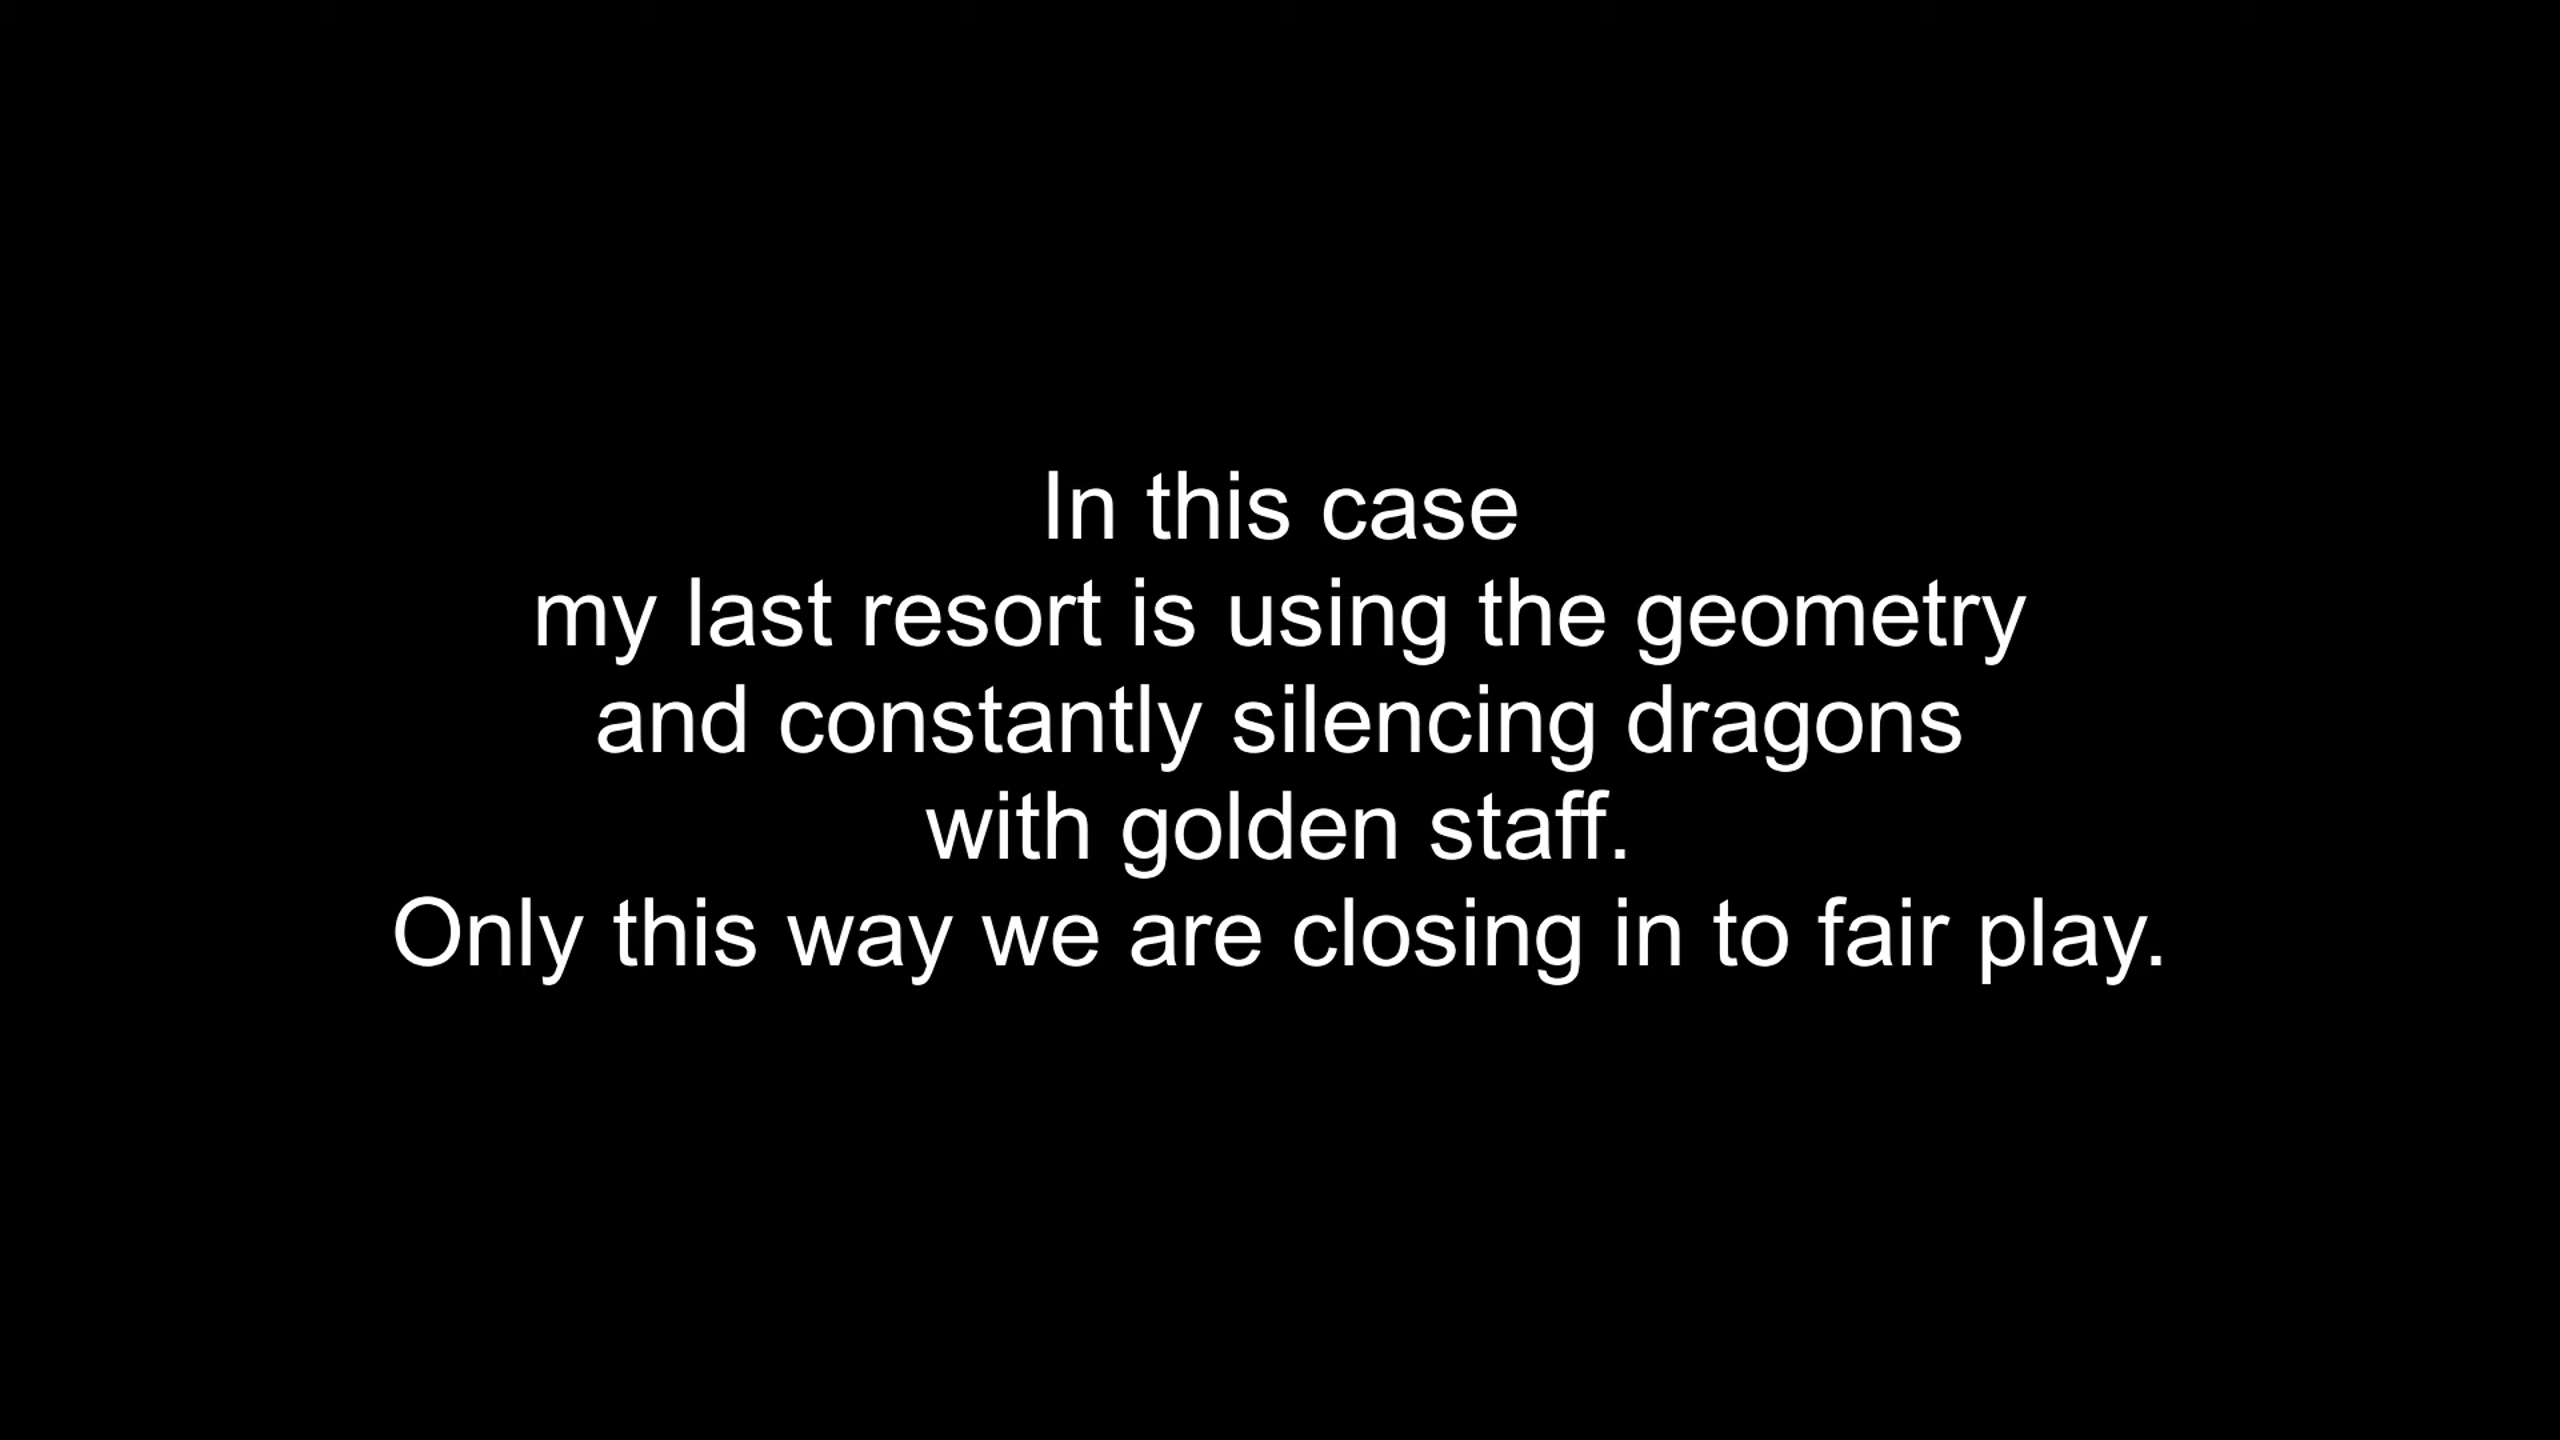 In this case
my last resort is using the geometry
and constantly silencing dragons
with golden staff.
Only this way we are closing in to fair play.